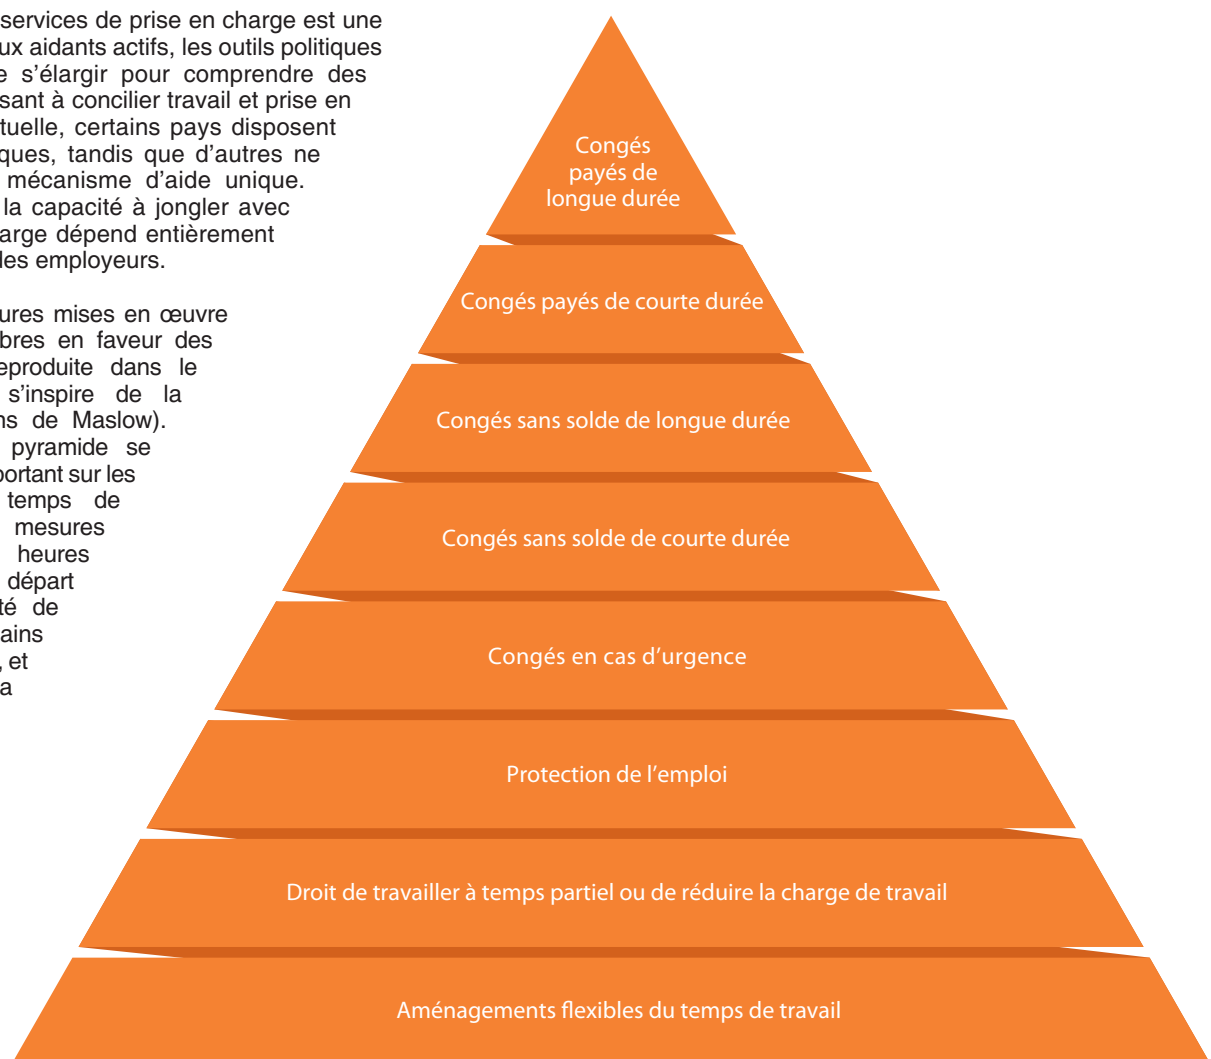 services de prise en charge est une
ux aidants actifs, les outils politiques
e s'élargir pour comprendre des
sant à concilier travail et prise en
tuelle, certains pays disposent
iques, tandis que d'autres ne
mécanisme d'aide unique.
la capacité à jongler avec
arge dépend entièrement
des employeurs.
ures mises en œuvre
bres en faveur des
eproduite dans le
s'inspire de la
ns de Maslow).
pyramide se
portant sur les
temps de
mesures
heures
départ
té de
ains
, et
a
Congés
payés de
longue durée
Congés payés de courte durée
Congés sans solde de longue durée
Congés sans solde de courte durée
Congés en cas d'urgence
Protection de l'emploi
Droit de travailler à temps partiel ou de réduire la charge de travail
Aménagements flexibles du temps de travail